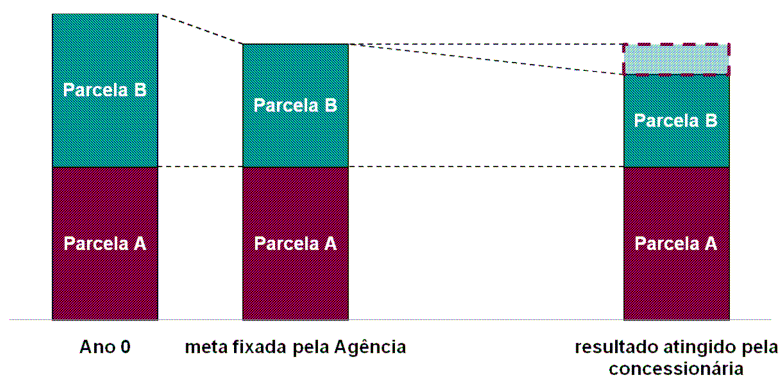 Parcela B
Parcela B
Parcela B
Parcela A
Parcela A
Parcela A
Ano 0
meta fixada pela Agência
resultado atingido pela
concessionária